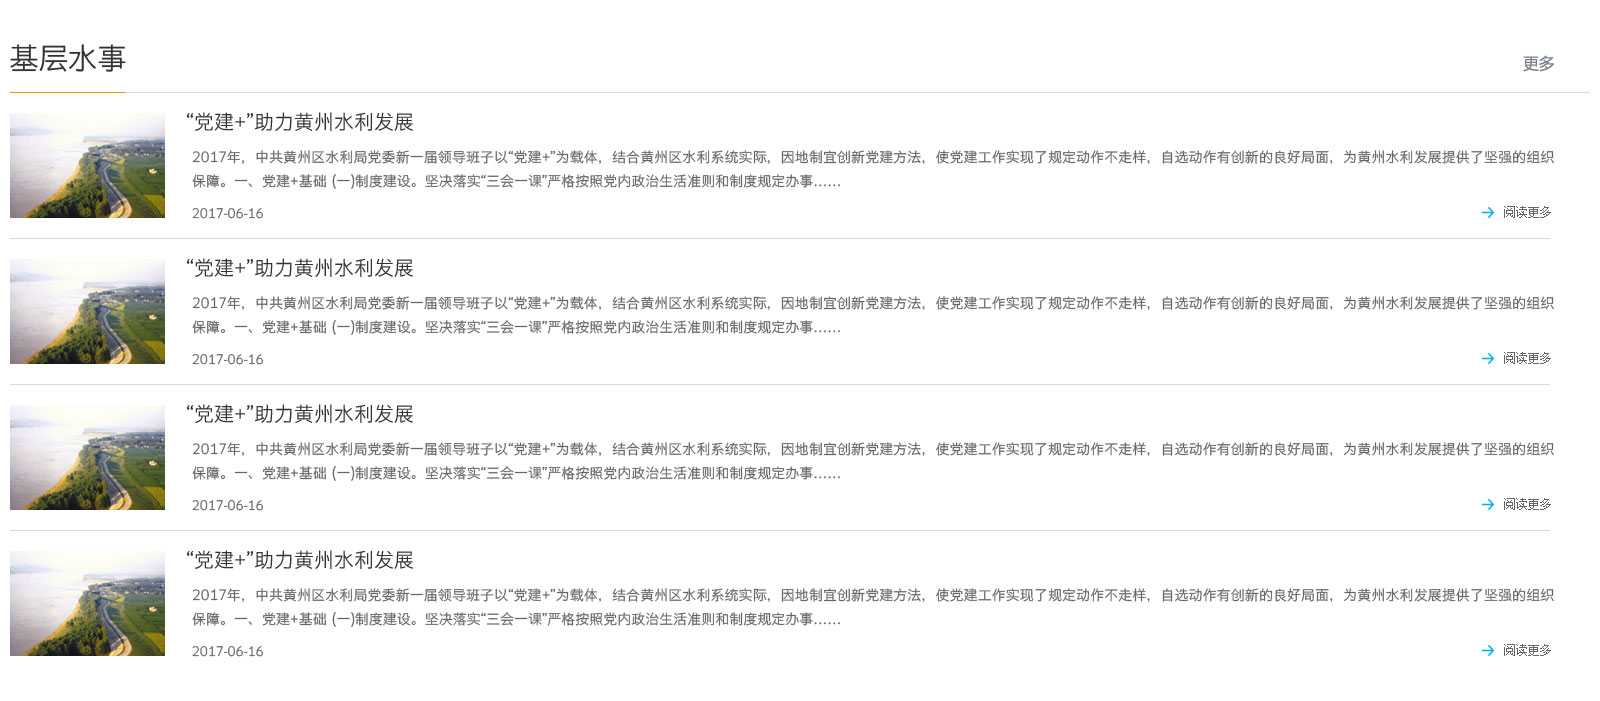 基层水事
更多
“党建+”助力黄州水利发展
2017年，中共黄州区水利局党委新一届领导班子以“党建+”为载体，结合黄州区水利系统实际，因地制宜创新党建方法，使党建工作实现了规定动作不走样，自选动作有创新的良好局面，为黄州水利发展提供了坚强的组织
保障。一、党建+基础 (一)制度建设。坚决落实“三会一课”严格按照党内政治生活准则和制度规定办事......
2017-06-16
阅读更多
“党建+”助力黄州水利发展
2017年，中共黄州区水利局党委新一届领导班子以“党建+”为载体，结合黄州区水利系统实际，因地制宜创新党建方法，使党建工作实现了规定动作不走样，自选动作有创新的良好局面，为黄州水利发展提供了坚强的组织
保障。一、党建+基础 (一)制度建设。坚决落实“三会一课”严格按照党内政治生活准则和制度规定办事......
2017-06-16
阅读更多
“党建+”助力黄州水利发展
2017年，中共黄州区水利局党委新一届领导班子以“党建+”为载体，结合黄州区水利系统实际，因地制宜创新党建方法，使党建工作实现了规定动作不走样，自选动作有创新的良好局面，为黄州水利发展提供了坚强的组织
保障。一、党建+基础 (一)制度建设。坚决落实“三会一课”严格按照党内政治生活准则和制度规定办事......
2017-06-16
阅读更多
“党建+”助力黄州水利发展
2017年，中共黄州区水利局党委新一届领导班子以“党建+”为载体，结合黄州区水利系统实际，因地制宜创新党建方法，使党建工作实现了规定动作不走样，自选动作有创新的良好局面，为黄州水利发展提供了坚强的组织
保障。一、党建+基础 (一)制度建设。坚决落实“三会一课”严格按照党内政治生活准则和制度规定办事......
2017-06-16
阅读更多